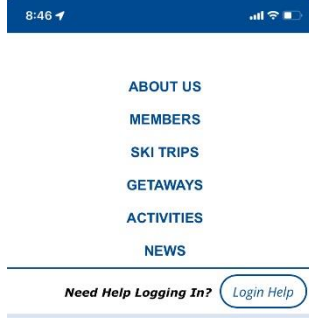 8:46
ABOUT US
MEMBERS
SKI TRIPS
GETAWAYS
ACTIVITIES
NEWS
Need Help Logging In? Login Help